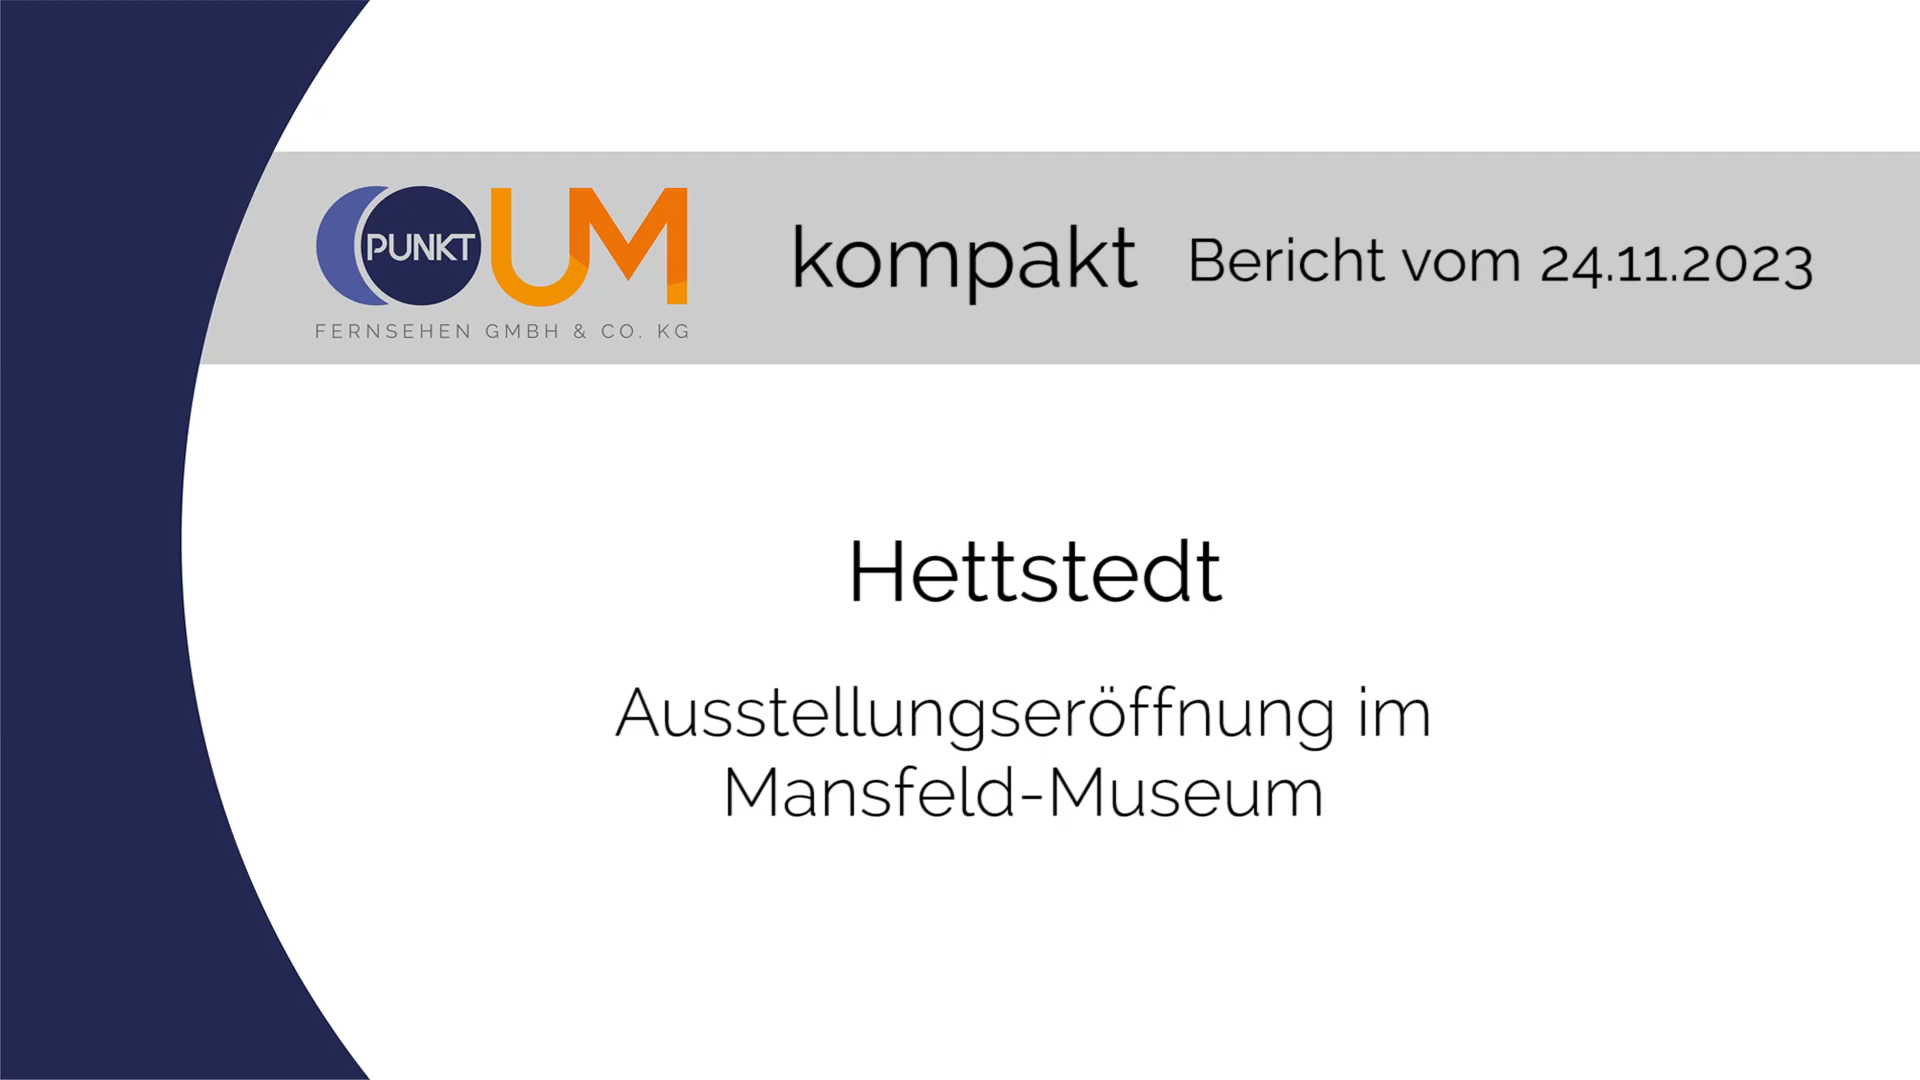 PUNKT UM
FERNSEHEN GMBH & CO. KG
kompakt Bericht vom 24.11.2023
Hettstedt
Ausstellungseröffnung im
Mansfeld-Museum